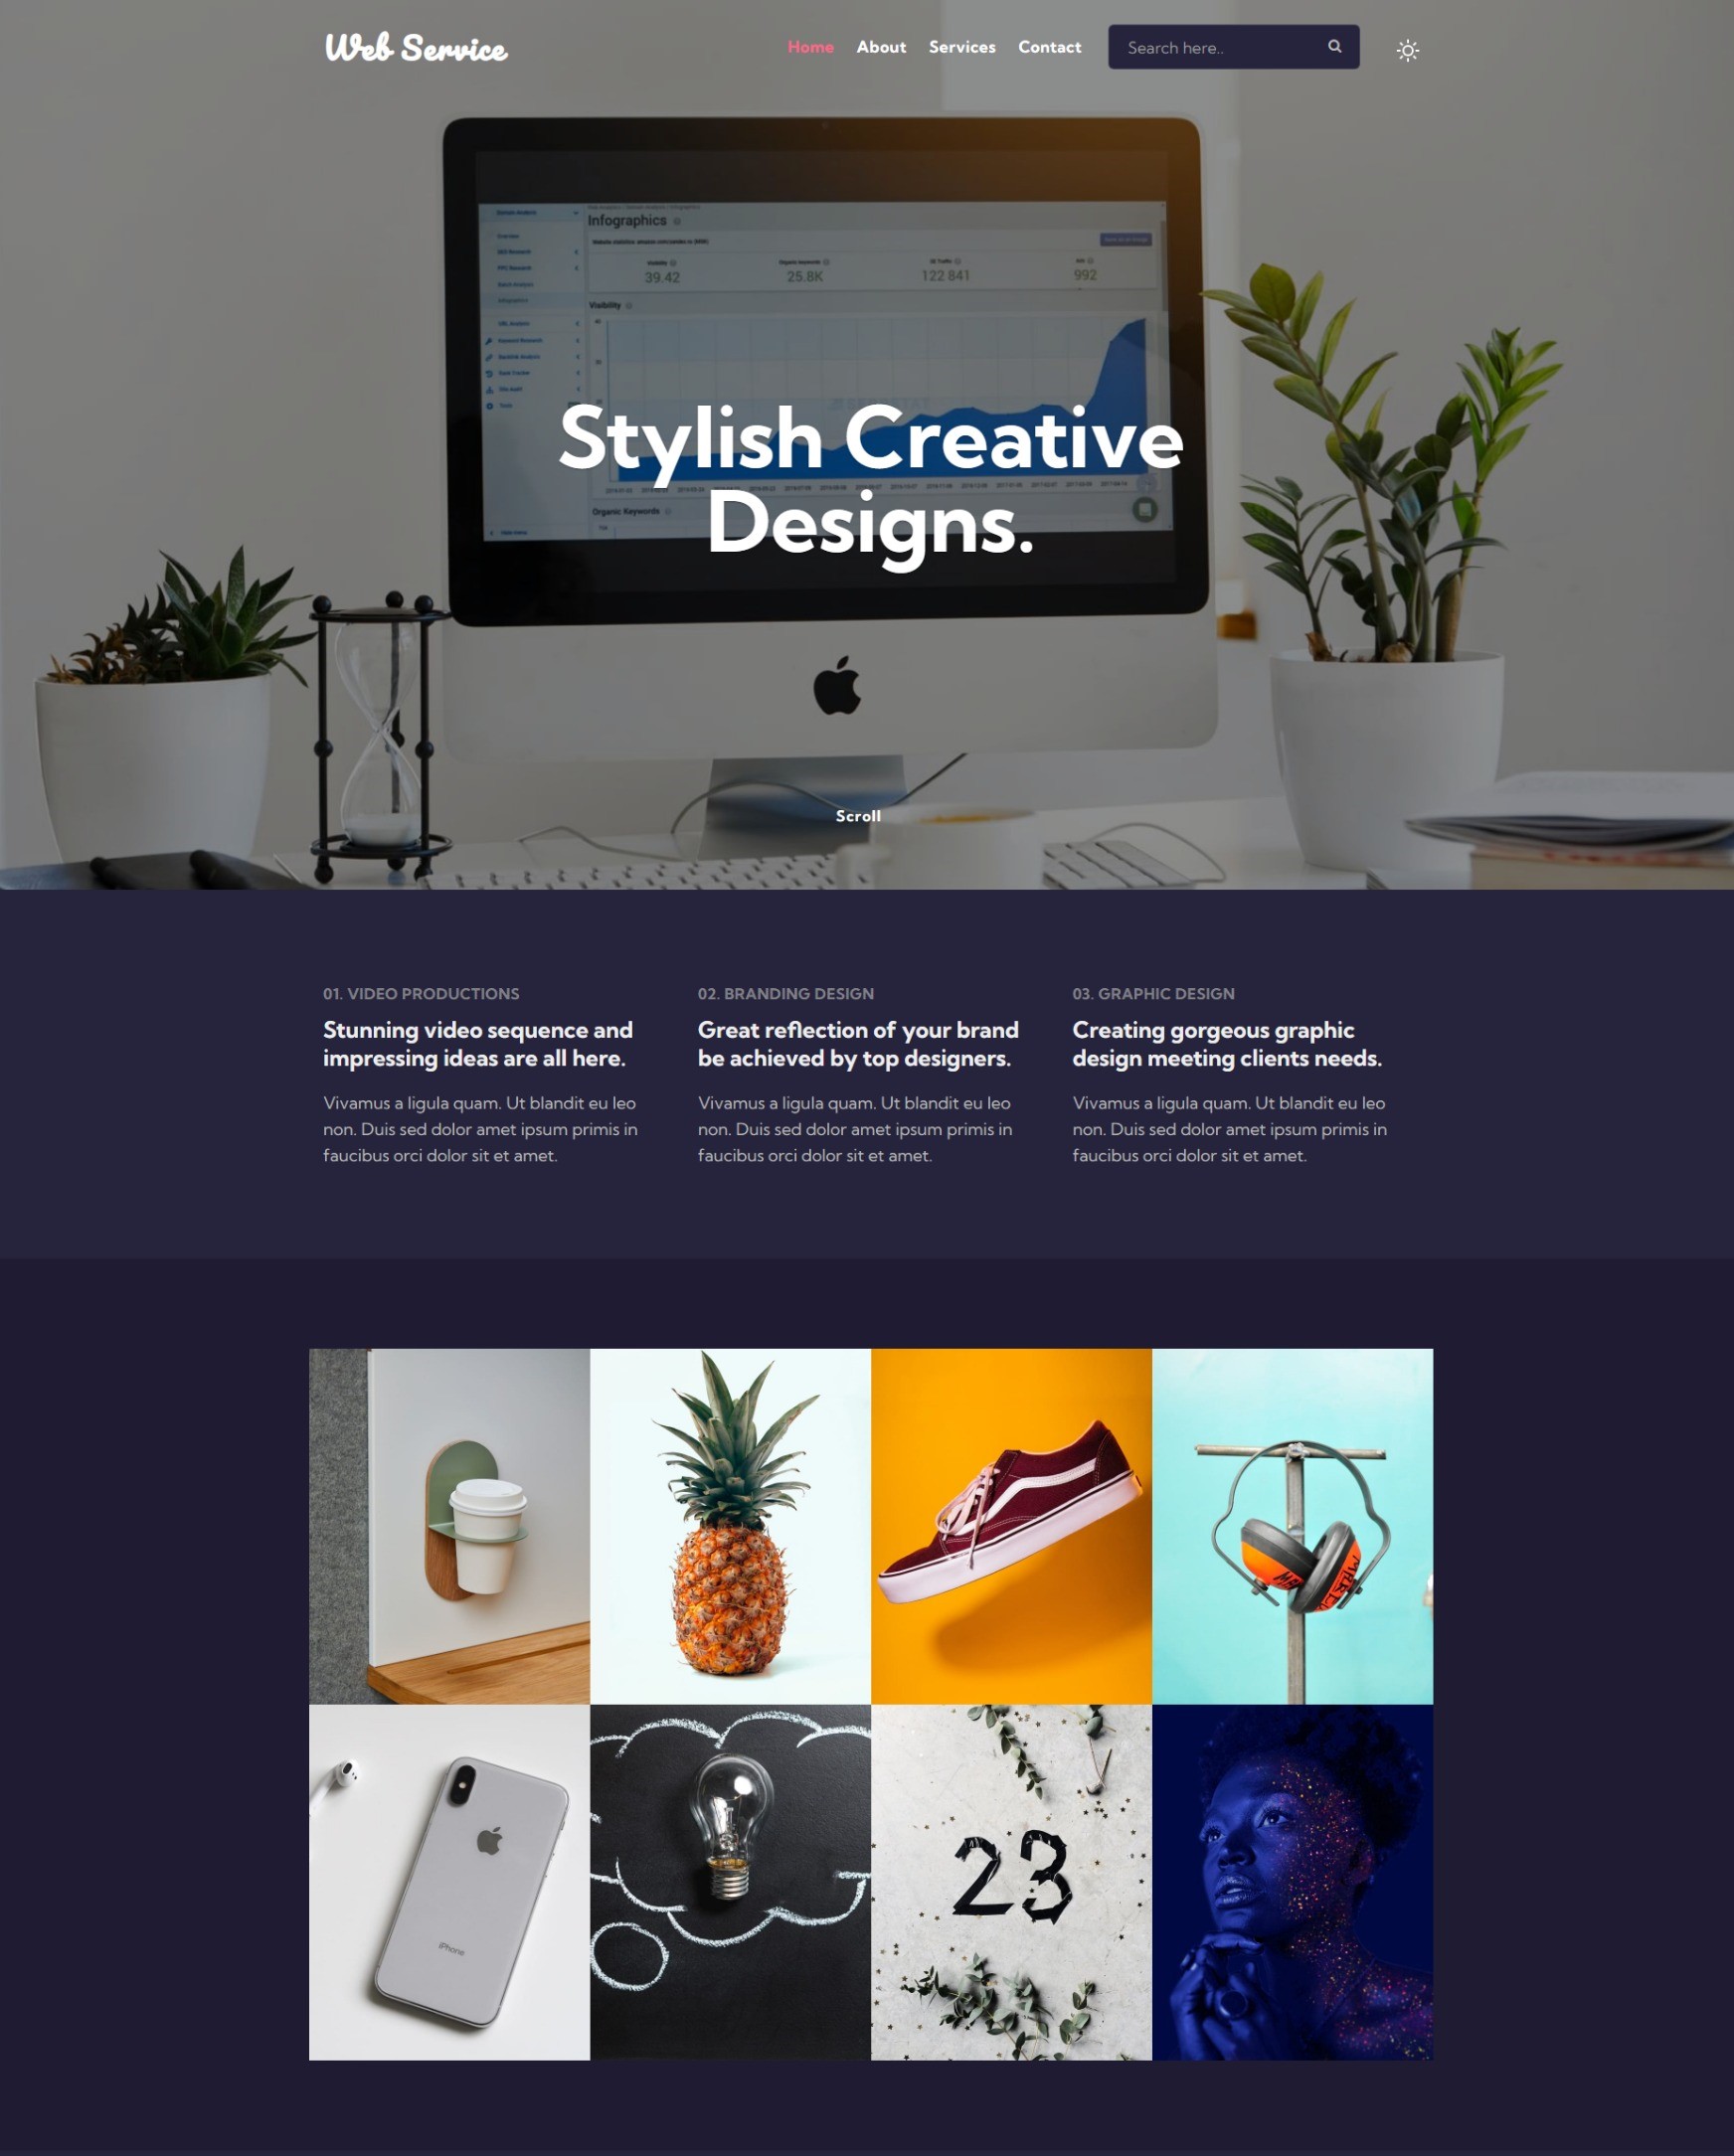 Web Service
Home About Services Contact Search here..
Infographics
Visibility
39.42 25.8K 122 841 992
Visibility
Stylish Creative
Designs.
Organic Keywords
Scroll
01. VIDEO PRODUCTIONS
Stunning video sequence and
impressing ideas are all here.
Vivamus a ligula quam. Ut blandit eu leo
non. Duis sed dolor amet ipsum primis in
faucibus orci dolor sit et amet.
02. BRANDING DESIGN
Great reflection of your brand
be achieved by top designers.
Vivamus a ligula quam. Ut blandit eu leo
non. Duis sed dolor amet ipsum primis in
faucibus orci dolor sit et amet.
03. GRAPHIC DESIGN
Creating gorgeous graphic
design meeting clients needs.
Vivamus a ligula quam. Ut blandit eu leo
non. Duis sed dolor amet ipsum primis in
faucibus orci dolor sit et amet.
iPhone
23